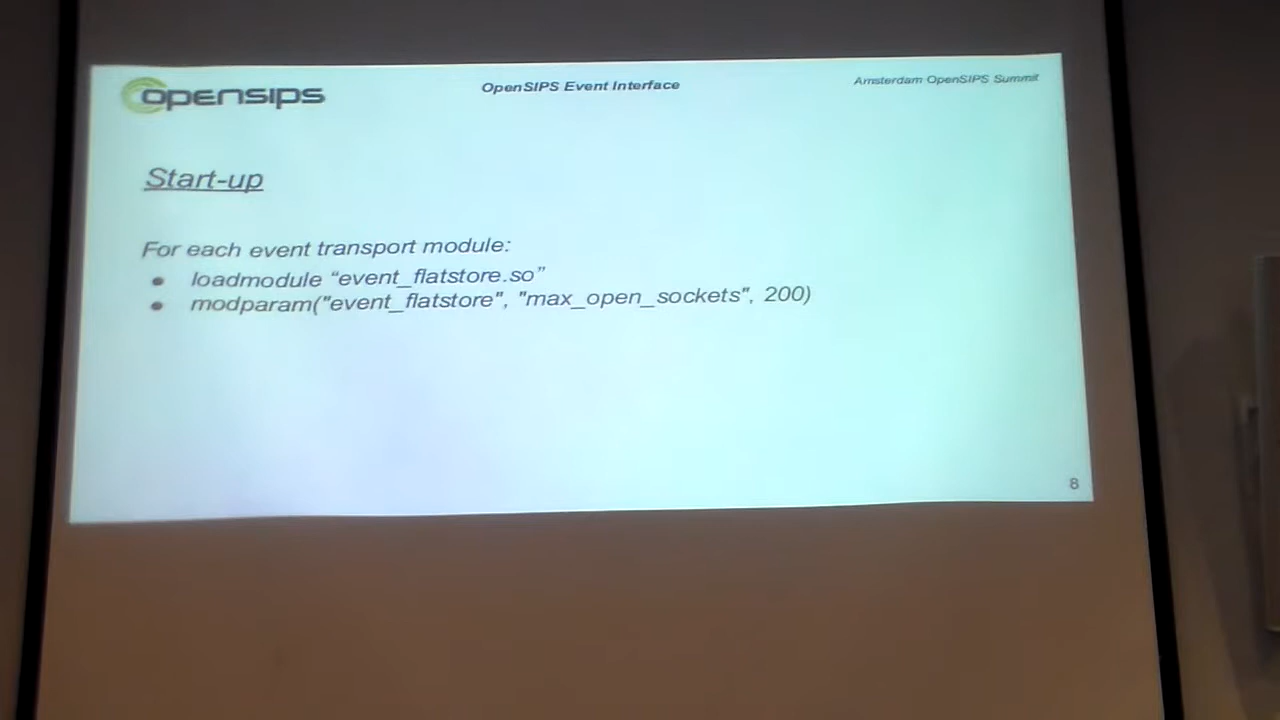 opensips
OpenSIPS Event Interface
Amsterdam OpenSIPS Summit
Start-up
For each event transport module:
● loadmodule “event_flatstore.so”
● modparam("event_flatstore", "max_open_sockets", 200)
8